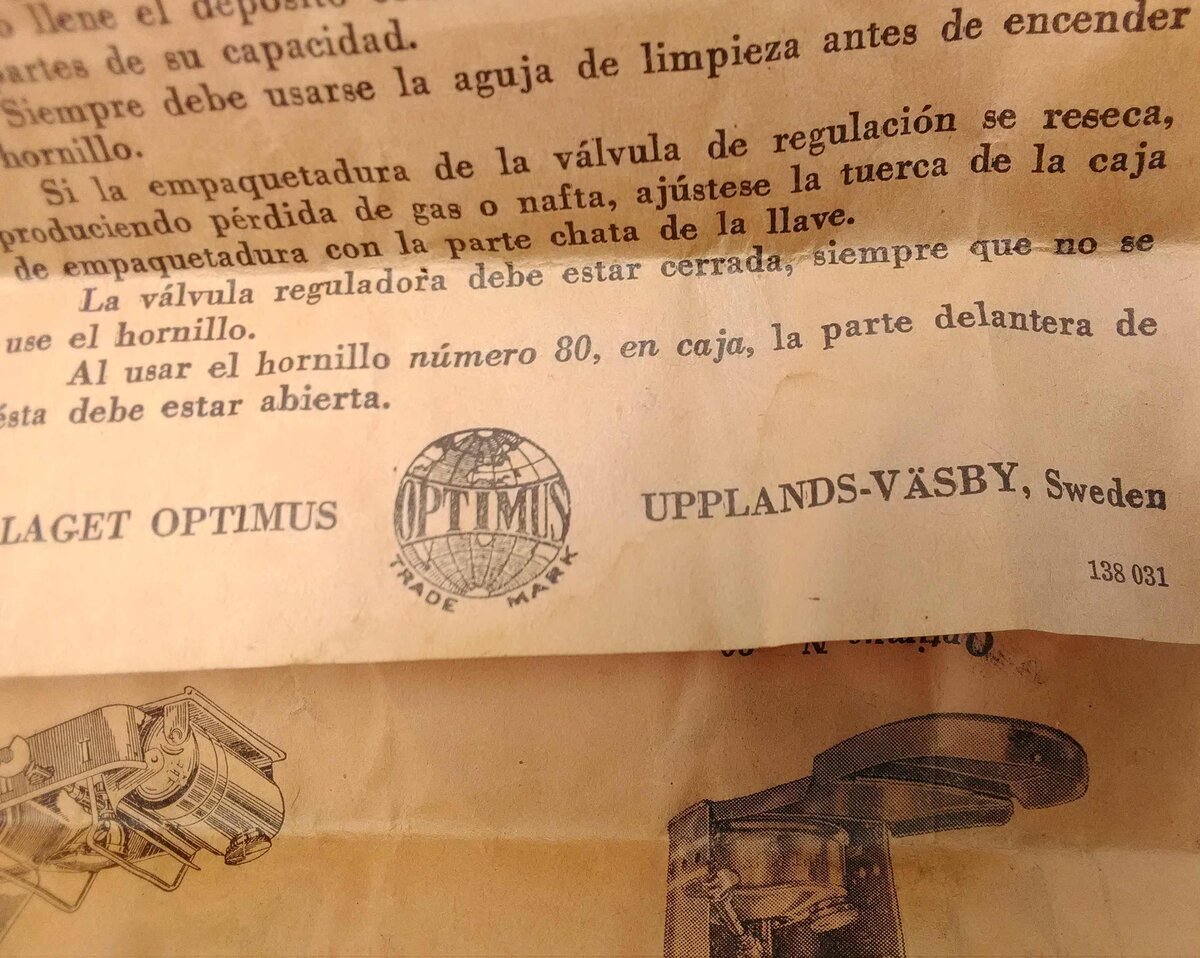 llene el depósito
partes de su capacidad.
Siempre debe usarse la aguja de limpieza antes de encender
hornillo.
Si la empaquetadura de la válvula de regulación se reseca,
produciendo pérdida de gas o nafta, ajústese la tuerca de la caja
de empaquetadura con la parte chata de la llave.
La válvula reguladora debe estar cerrada, siempre que no se
use el hornillo.
Al usar el hornillo número 80, en caja, la parte delantera de
ésta debe estar abierta.
LAGET OPTIMUS
OPTIMUS
TRADE MARK
UPPLANDS-VÄSBY, Sweden
138 031